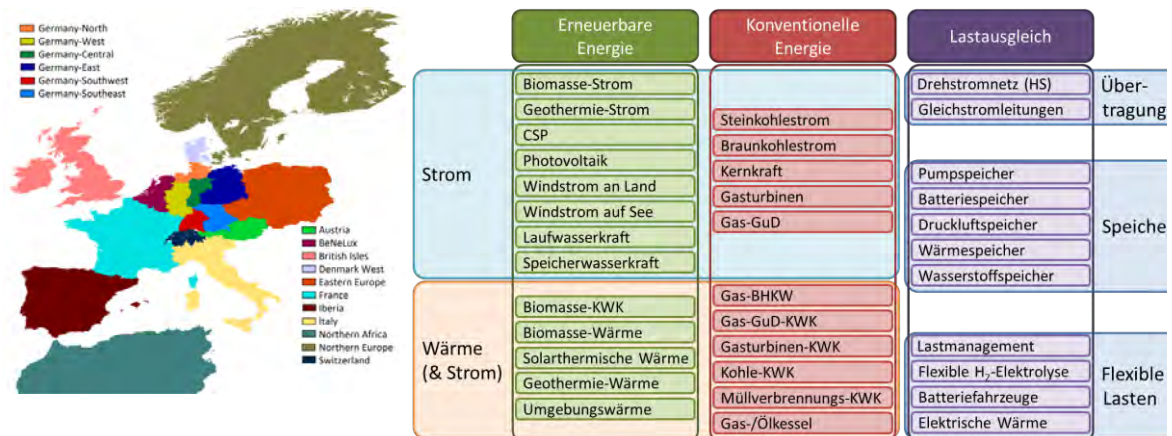 Germany-North
Germany-West
Germany-Central
Germany-East
Germany-Southwest
Germany-Southeast
Austria
BeNeLux
British Isles
Denmark West
Eastern Europe
France
Iberia
Italy
Northern Africa
Northern Europe
Switzerland
Erneuerbare
Energie
Konventionelle
Energie
Lastausgleich
Strom
Biomasse-Strom
Geothermie-Strom
CSP
Photovoltaik
Windstrom an Land
Windstrom auf See
Laufwasserkraft
Speicherwasserkraft
Steinkohlestrom
Braunkohlestrom
Kernkraft
Gasturbinen
Gas-GuD
Drehstromnetz (HS)
Gleichstromleitungen
Über-
tragung
Pumpspeicher
Batteriespeicher
Druckluftspeicher
Wärmespeicher
Wasserstoffspeicher
Speiche
Wärme
(& Strom)
Biomasse-KWK
Biomasse-Wärme
Solarthermische Wärme
Geothermie-Wärme
Umgebungswärme
Gas-BHKW
Gas-GuD-KWK
Gasturbinen-KWK
Kohle-KWK
Müllverbrennungs-KWK
Gas-/Ölkessel
Lastmanagement
Flexible H₂-Elektrolyse
Batteriefahrzeuge
Elektrische Wärme
Flexible
Lasten